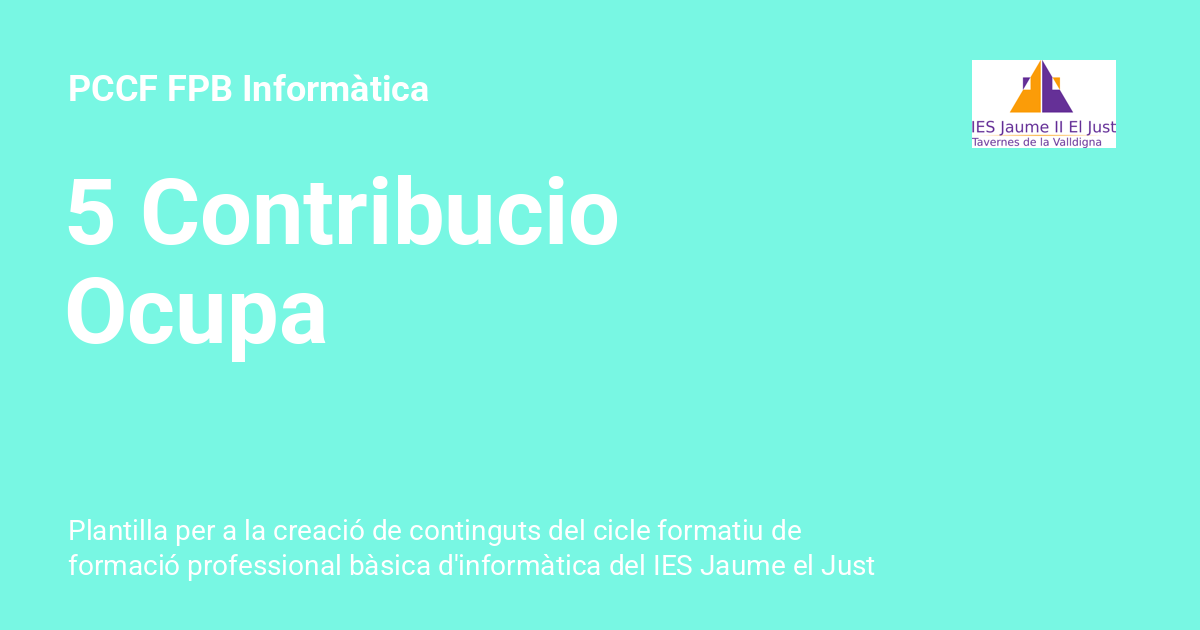 PCCF FPB Informàtica
IES Jaume II El Just
Tavernes de la Valldigna
5 Contribucio
Ocupa
Plantilla per a la creació de continguts del cicle formatiu de
formació professional bàsica d'informàtica del IES Jaume el Just